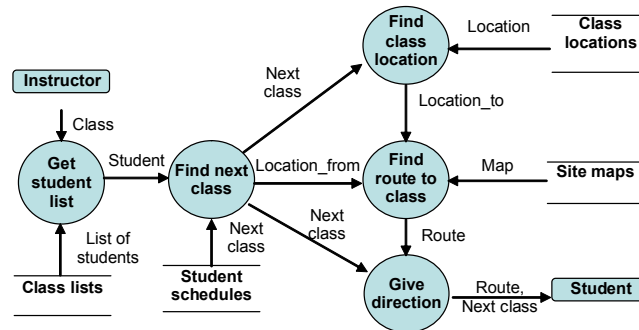 Instructor
Class
Get
student
list
List of
students
Class lists
Student
Find next
class
Next
class
Student
schedules
Next
class
Location_from
Next
class
Find
class
location
Location
Class
locations
Location_to
Find
route to
class
Map
Site maps
Route
Give
direction
Route,
Next class
Student